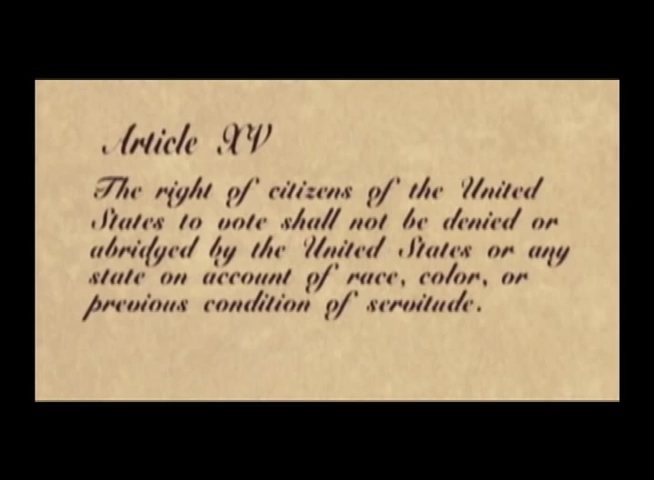 Article XV
The right of citizens of the United
States to vote shall not be denied or
abridged by the United States or any
state on account of race, color, or
previous condition of servitude.